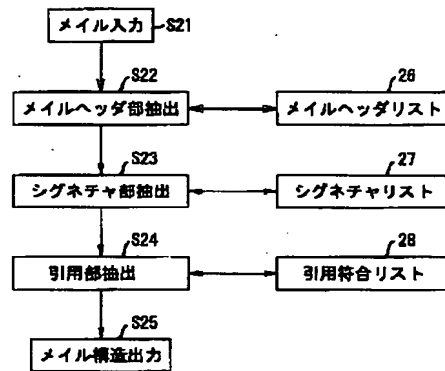 メイル入力 S21
S22 26
メイルヘッダ部抽出 メイルヘッダリスト
S23 27
シグネチャ部抽出 シグネチャリスト
S24 28
引用部抽出 引用符合リスト
S25
メイル構造出力